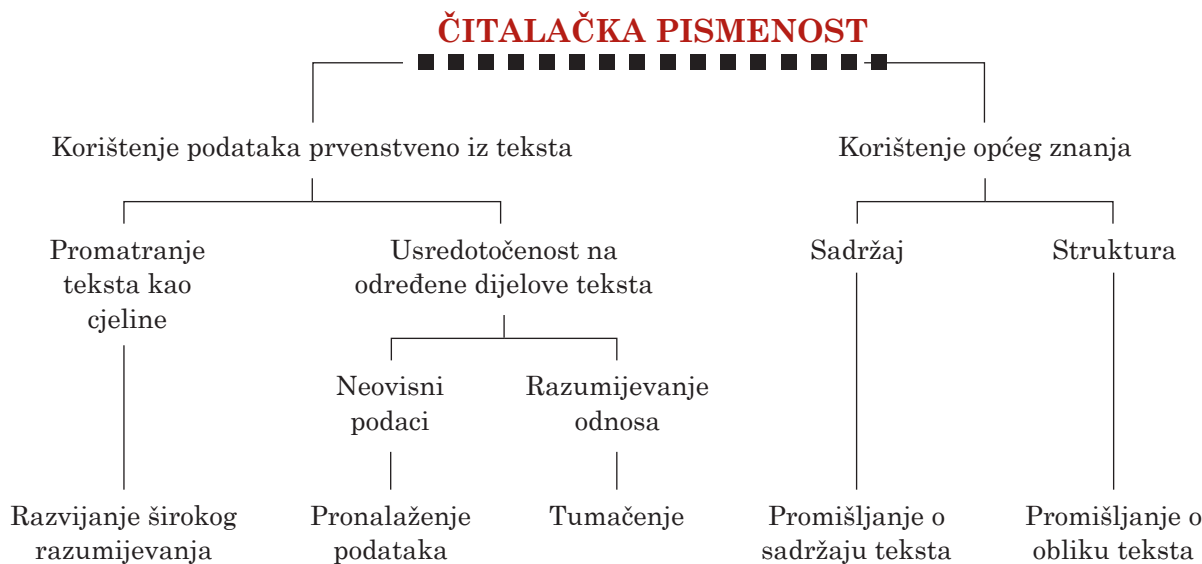 ČITALAČKA PISMENOST
Korištenje podataka prvenstveno iz teksta
Korištenje općeg znanja
Promatranje
teksta kao
cjeline
Usredotočenost na
određene dijelove teksta
Sadržaj
Struktura
Neovisni
podaci
Razumijevanje
odnosa
Razvijanje širokog
razumijevanja
Pronalaženje
podataka
Tumačenje
Promišljanje o
sadržaju teksta
Promišljanje o
obliku teksta